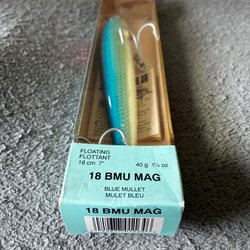 FLOATING
FLOTTANT
18 cm 7"
40 g 1⅜ oz
18 BMU MAG
BLUE MULLET
MULET BLEU
18 BMU MAG